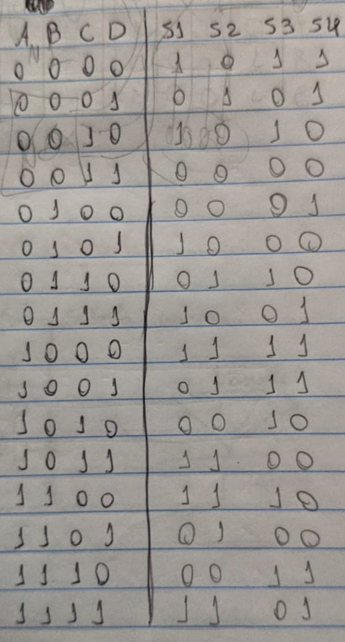 A B C D S1 S2 S3 S4
0 0 0 0 1 0 1 1
0 0 0 1 0 1 0 1
0 0 1 0 1 0 1 0
0 0 1 1 0 0 0 0
0 1 0 0 0 0 0 1
0 1 0 1 1 0 0 0
0 1 1 0 0 1 1 0
0 1 1 1 1 0 0 1
1 0 0 0 1 1 1 1
1 0 0 1 0 1 1 1
1 0 1 0 0 0 1 0
1 0 1 1 1 1 0 0
1 1 0 0 1 1 1 0
1 1 0 1 0 1 0 0
1 1 1 0 0 0 1 1
1 1 1 1 1 1 0 1